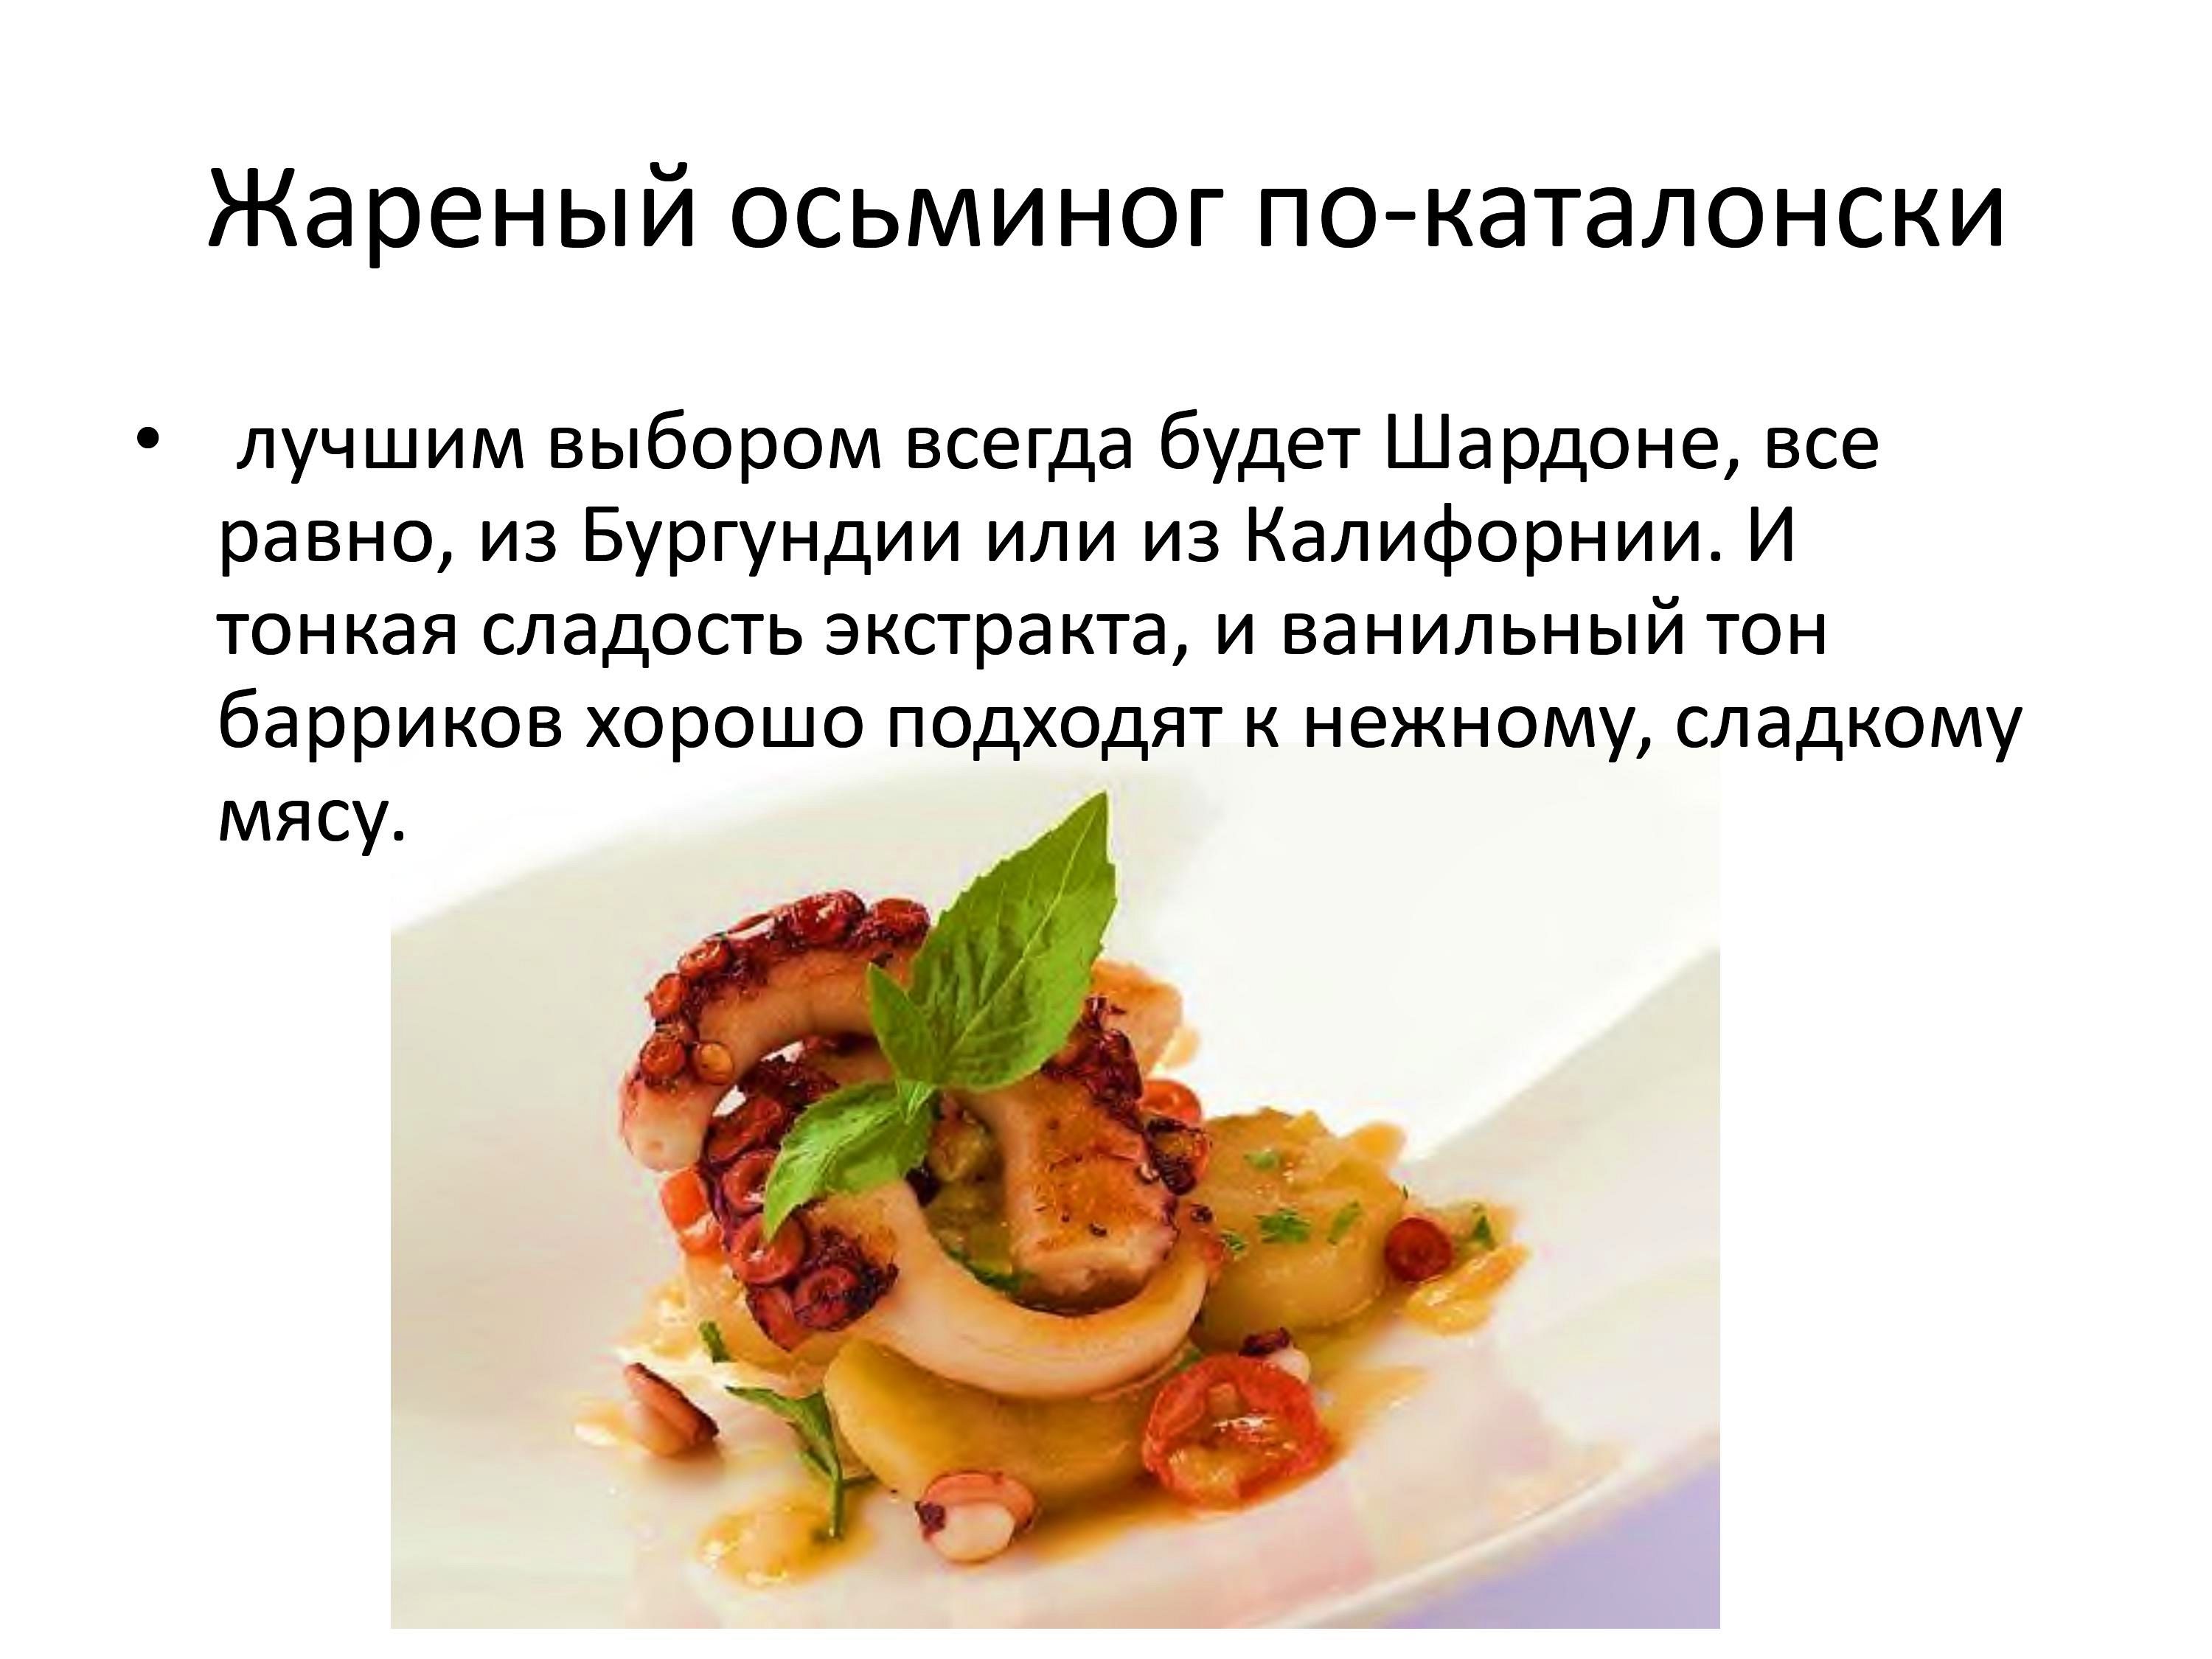 Жареный осьминог по-каталонски
• лучшим выбором всегда будет Шардоне, все
равно, из Бургундии или из Калифорнии. И
тонкая сладость экстракта, и ванильный тон
барриков хорошо подходят к нежному, сладкому
мясу.